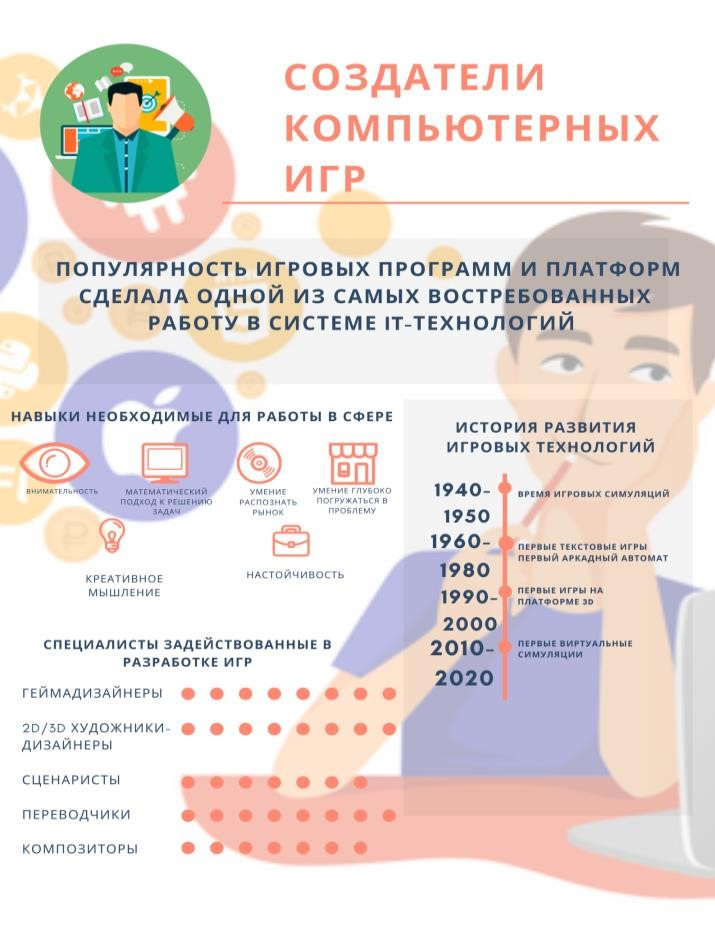 СОЗДАТЕЛИ
КОМПЬЮТЕРНЫХ
ИГР
ПОПУЛЯРНОСТЬ ИГРОВЫХ ПРОГРАММ И ПЛАТФОРМ
СДЕЛАЛА ОДНОЙ ИЗ САМЫХ ВОСТРЕБОВАННЫХ
РАБОТУ В СИСТЕМЕ IT-ТЕХНОЛОГИЙ
НАВЫКИ НЕОБХОДИМЫЕ ДЛЯ РАБОТЫ В СФЕРЕ
ВНИМАТЕЛЬНОСТЬ
МАТЕМАТИЧЕСКИЙ
ПОДХОД К РЕШЕНИЮ
ЗАДАЧ
УМЕНИЕ
РАСПОЗНАТЬ
РЫНОК
УМЕНИЕ ГЛУБОКО
ПОГРУЖАТЬСЯ В
ПРОБЛЕМУ
КРЕАТИВНОЕ
МЫШЛЕНИЕ
НАСТОЙЧИВОСТЬ
СПЕЦИАЛИСТЫ ЗАДЕЙСТВОВАННЫЕ В
РАЗРАБОТКЕ ИГР
ГЕЙМАДИЗАЙНЕРЫ
2D/3D ХУДОЖНИКИ-
ДИЗАЙНЕРЫ
СЦЕНАРИСТЫ
ПЕРЕВОДЧИКИ
КОМПОЗИТОРЫ
ИСТОРИЯ РАЗВИТИЯ
ИГРОВЫХ ТЕХНОЛОГИЙ
1940-
1950
ВРЕМЯ ИГРОВЫХ СИМУЛЯЦИЙ
1960-
1980
ПЕРВЫЕ ТЕКСТОВЫЕ ИГРЫ
ПЕРВЫЙ АРКАДНЫЙ АВТОМАТ
1990-
2000
ПЕРВЫЕ ИГРЫ НА
ПЛАТФОРМЕ 3D
2010-
2020
ПЕРВЫЕ ВИРТУАЛЬНЫЕ
СИМУЛЯЦИИ